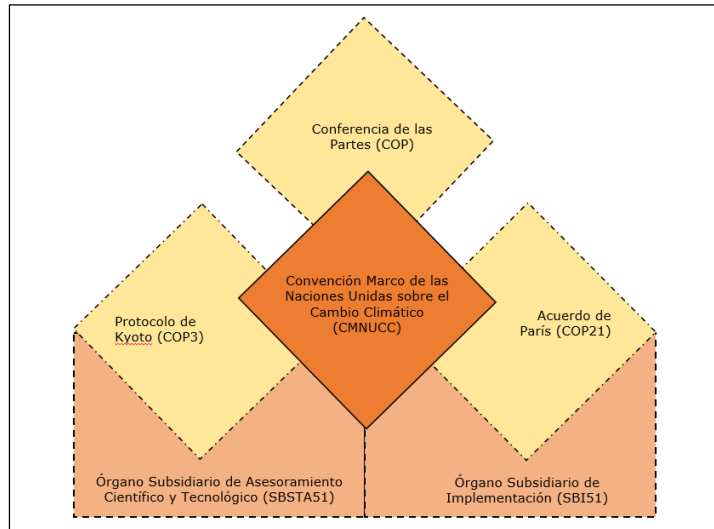 Conferencia de las
Partes (COP)
Convención Marco de las
Naciones Unidas sobre el
Cambio Climático
(CMNUCC)
Protocolo de
Kyoto (COP3)
Acuerdo de
París (COP21)
Órgano Subsidiario de Asesoramiento
Científico y Tecnológico (SBSTA51)
Órgano Subsidiario de
Implementación (SBI51)